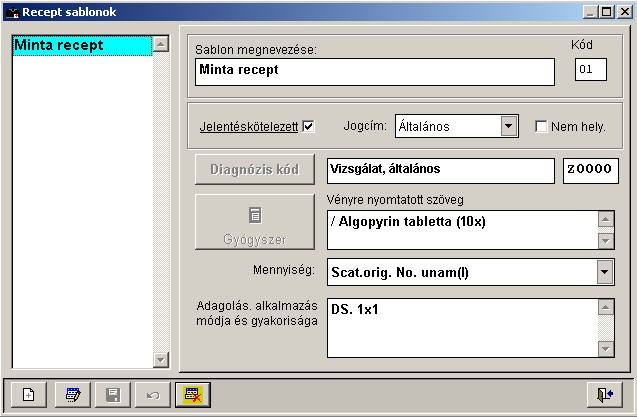 Recept sablonok
Minta recept
Sablon megnevezése:
Kód
Minta recept
01
Jelentéskötelezett
Jogcím:
Általános
Nem hely.
Diagnózis kód
Vizsgálat, általános
Z0000
Vényre nyomtatott szöveg
Gyógyszer
/ Algopyrin tabletta (10x)
Mennyiség:
Scat.orig. No. unam(I)
Adagolás. alkalmazás
módja és gyakorisága
DS. 1x1